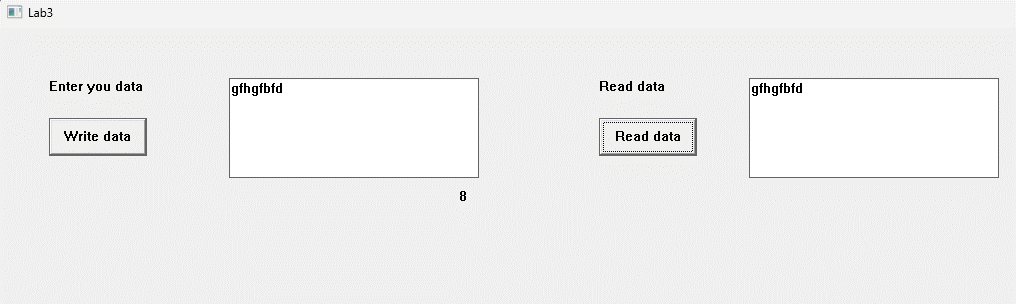 Lab3
Enter you data
gfhgfbfd
Write data
8
Read data
gfhgfbfd
Read data